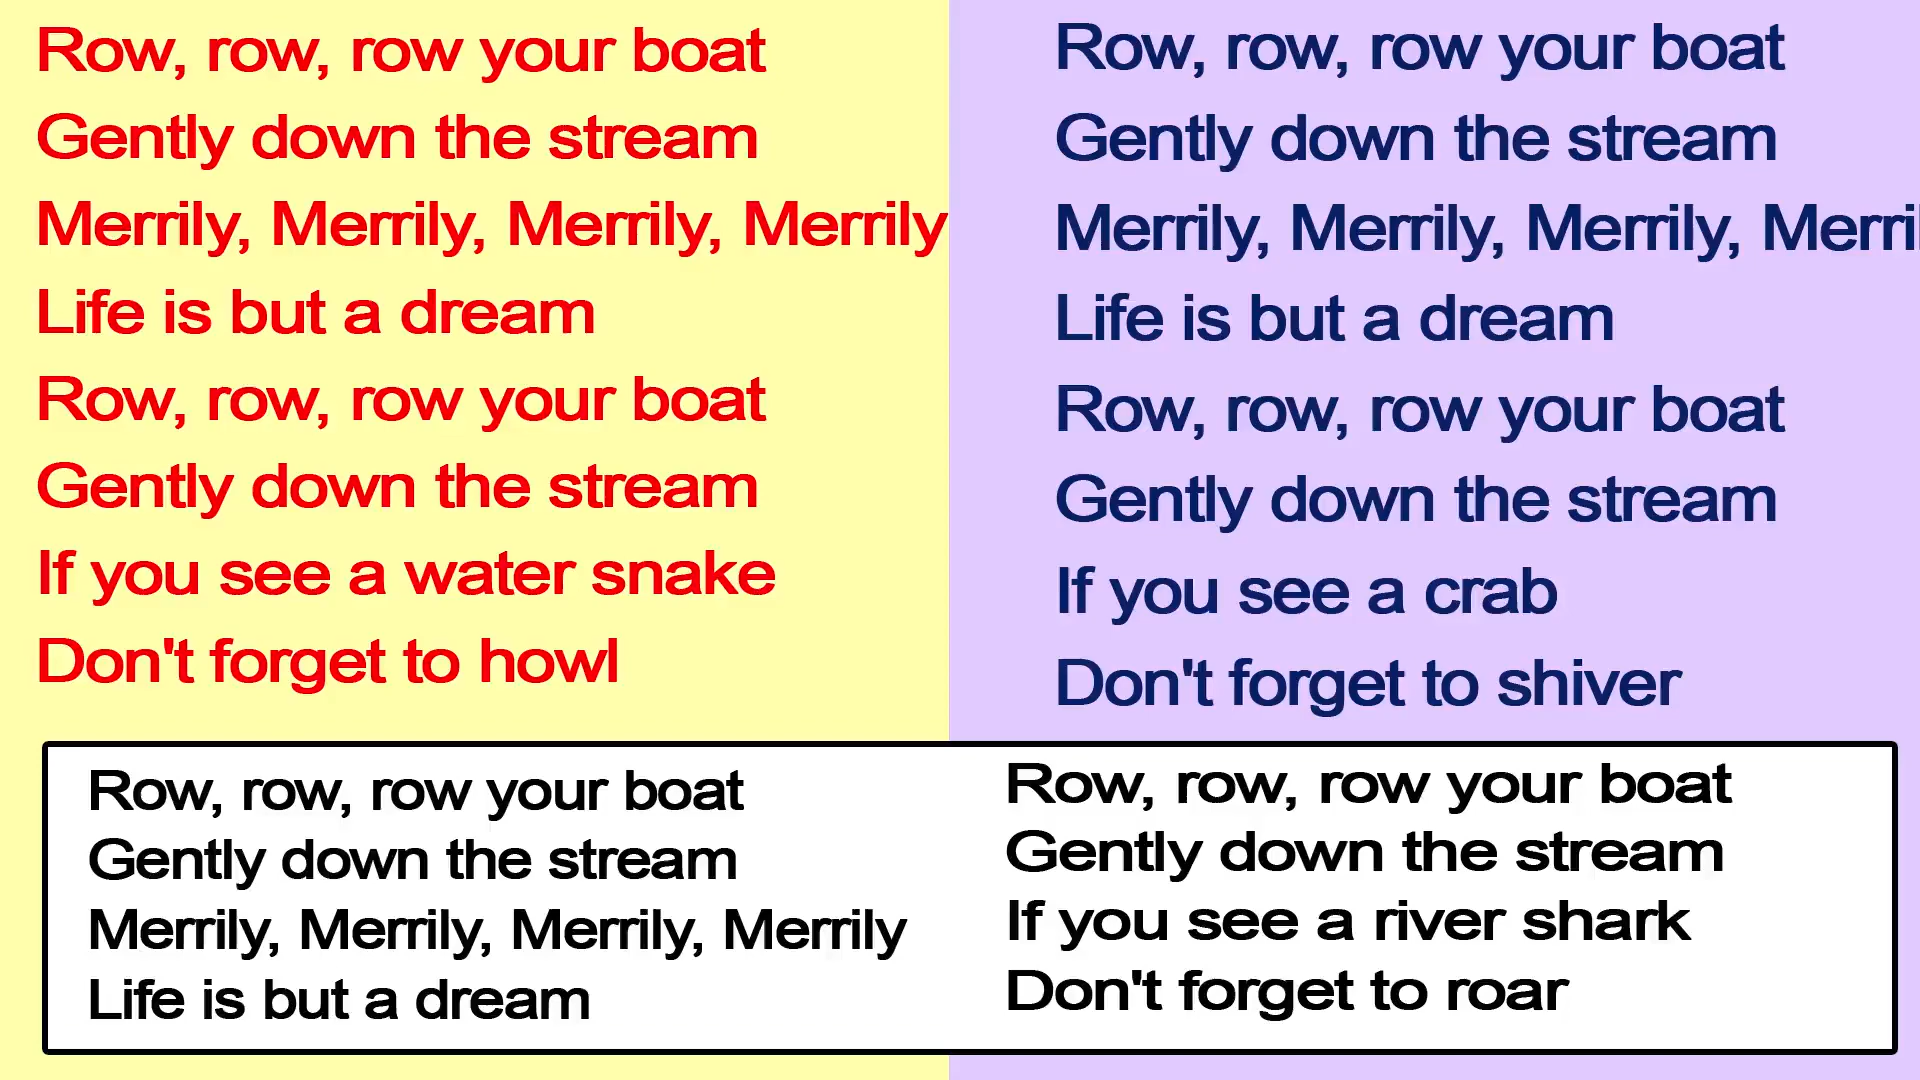 Row, row, row your boat
Gently down the stream
Merrily, Merrily, Merrily, Merrily
Life is but a dream
Row, row, row your boat
Gently down the stream
If you see a water snake
Don't forget to howl
Row, row, row your boat
Gently down the stream
Merrily, Merrily, Merrily, Merril
Life is but a dream
Row, row, row your boat
Gently down the stream
If you see a crab
Don't forget to shiver
Row, row, row your boat
Gently down the stream
Merrily, Merrily, Merrily, Merrily
Life is but a dream
Row, row, row your boat
Gently down the stream
If you see a river shark
Don't forget to roar